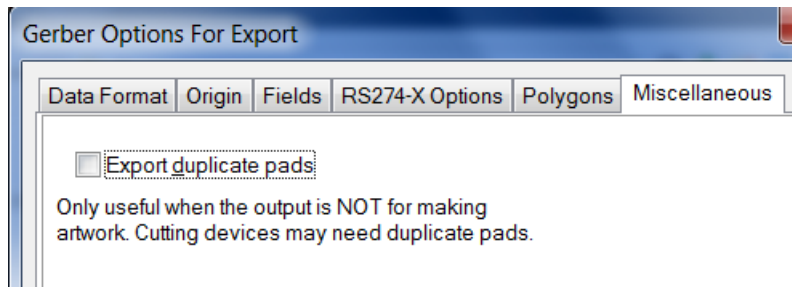 Gerber Options For Export
Data Format Origin Fields RS274-X Options Polygons Miscellaneous
Export duplicate pads
Only useful when the output is NOT for making
artwork. Cutting devices may need duplicate pads.